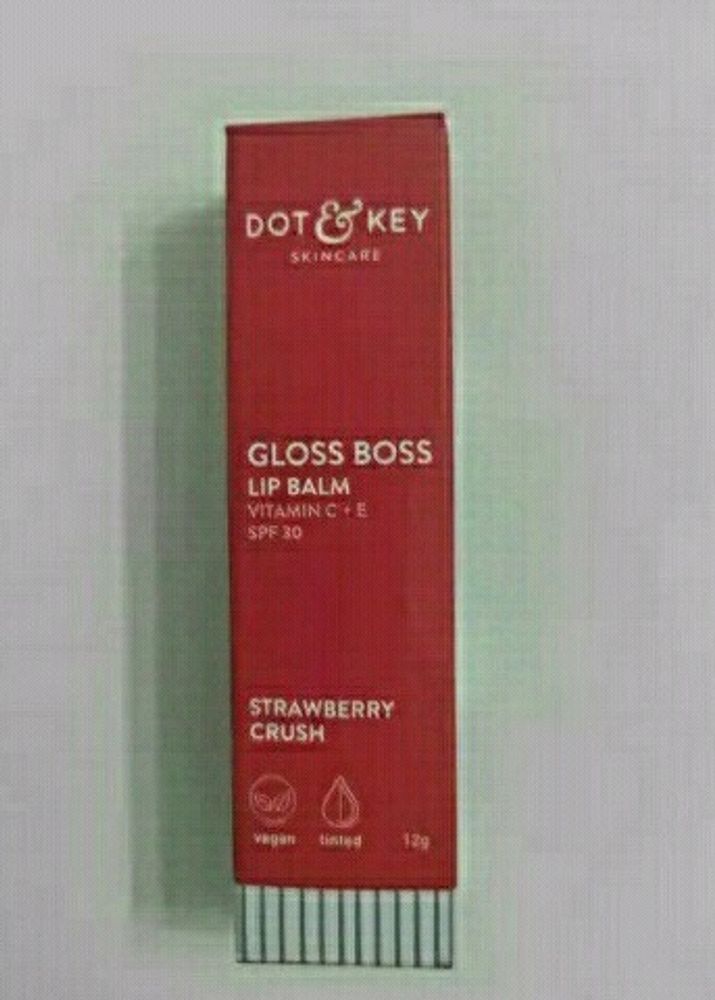 DOT & KEY
SKINCARE
GLOSS BOSS
LIP BALM
VITAMIN C + E
SPF 30
STRAWBERRY
CRUSH
vegan tinted 12g